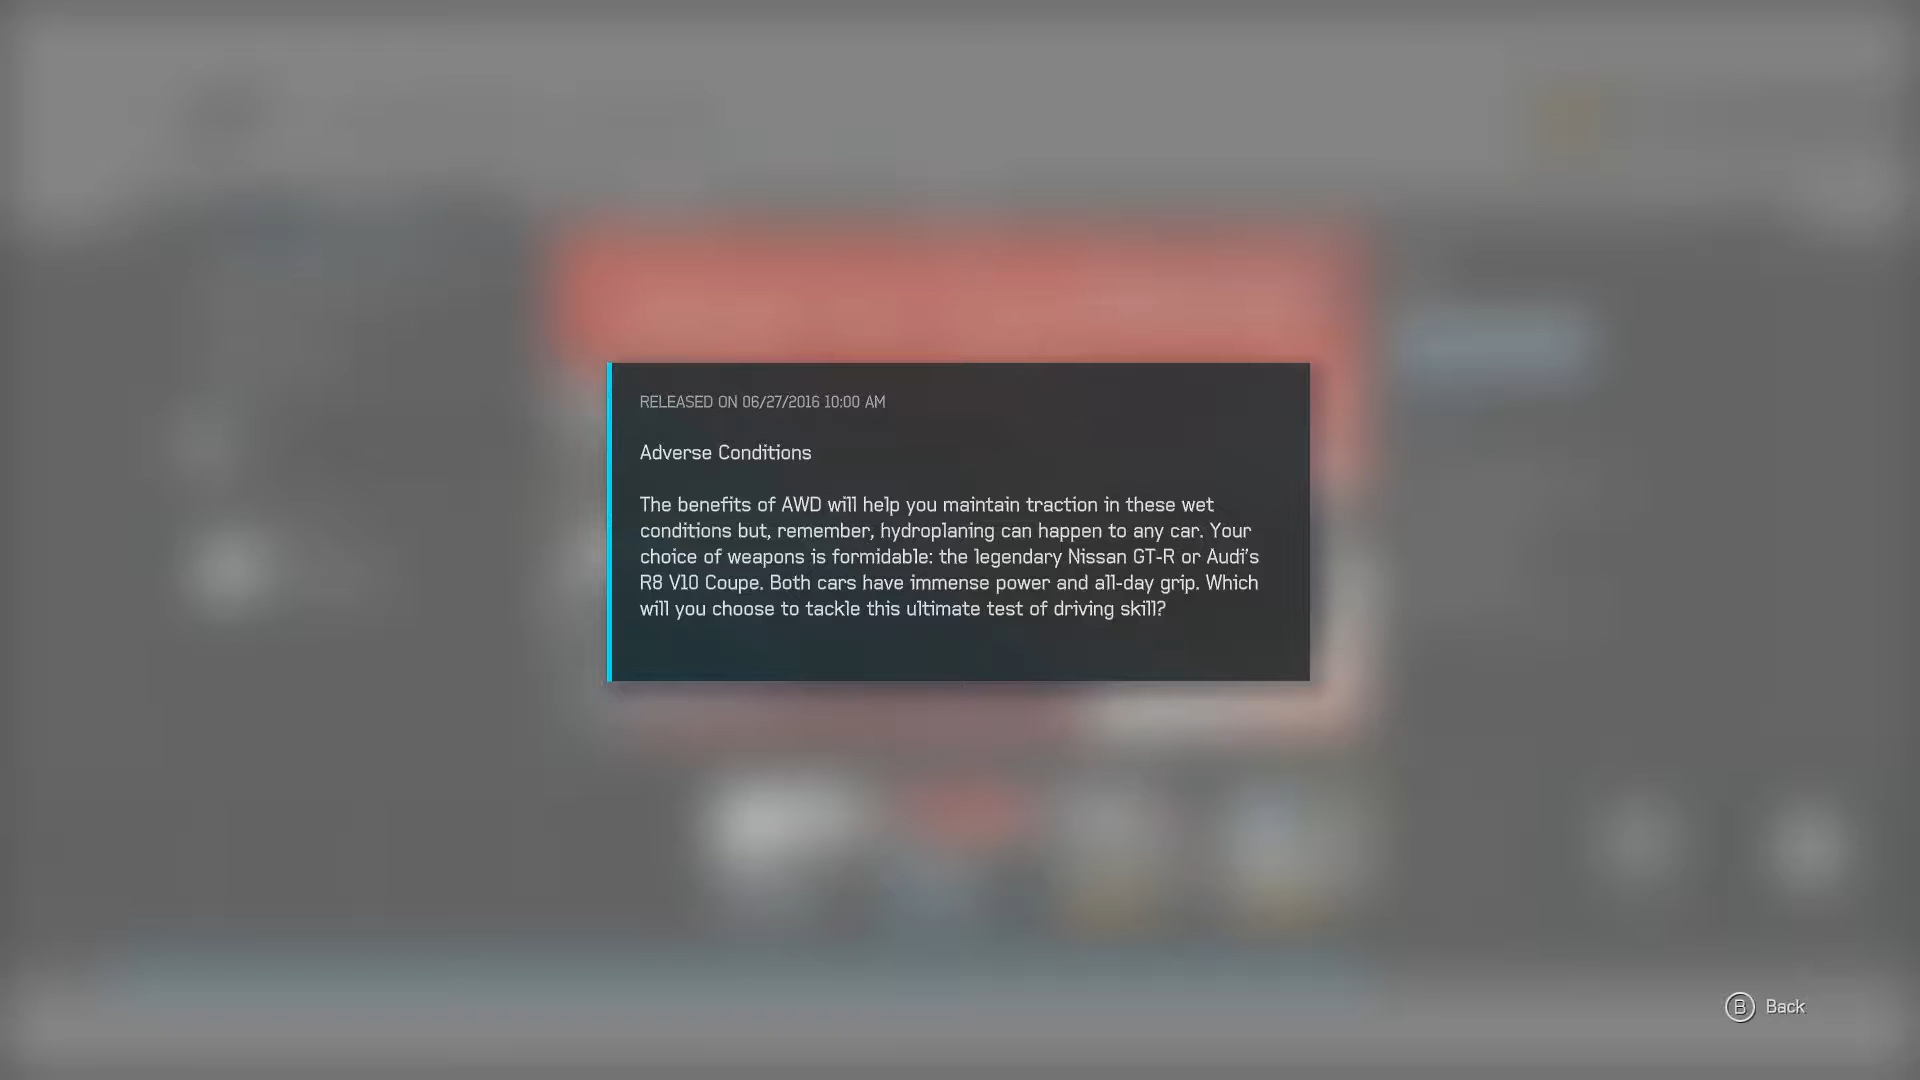 RELEASED ON 06/27/2016 10:00 AM
Adverse Conditions
The benefits of AWD will help you maintain traction in these wet
conditions but, remember, hydroplaning can happen to any car. Your
choice of weapons is formidable: the legendary Nissan GT-R or Audi's
R8 V10 Coupe. Both cars have immense power and all-day grip. Which
will you choose to tackle this ultimate test of driving skill?
B Back